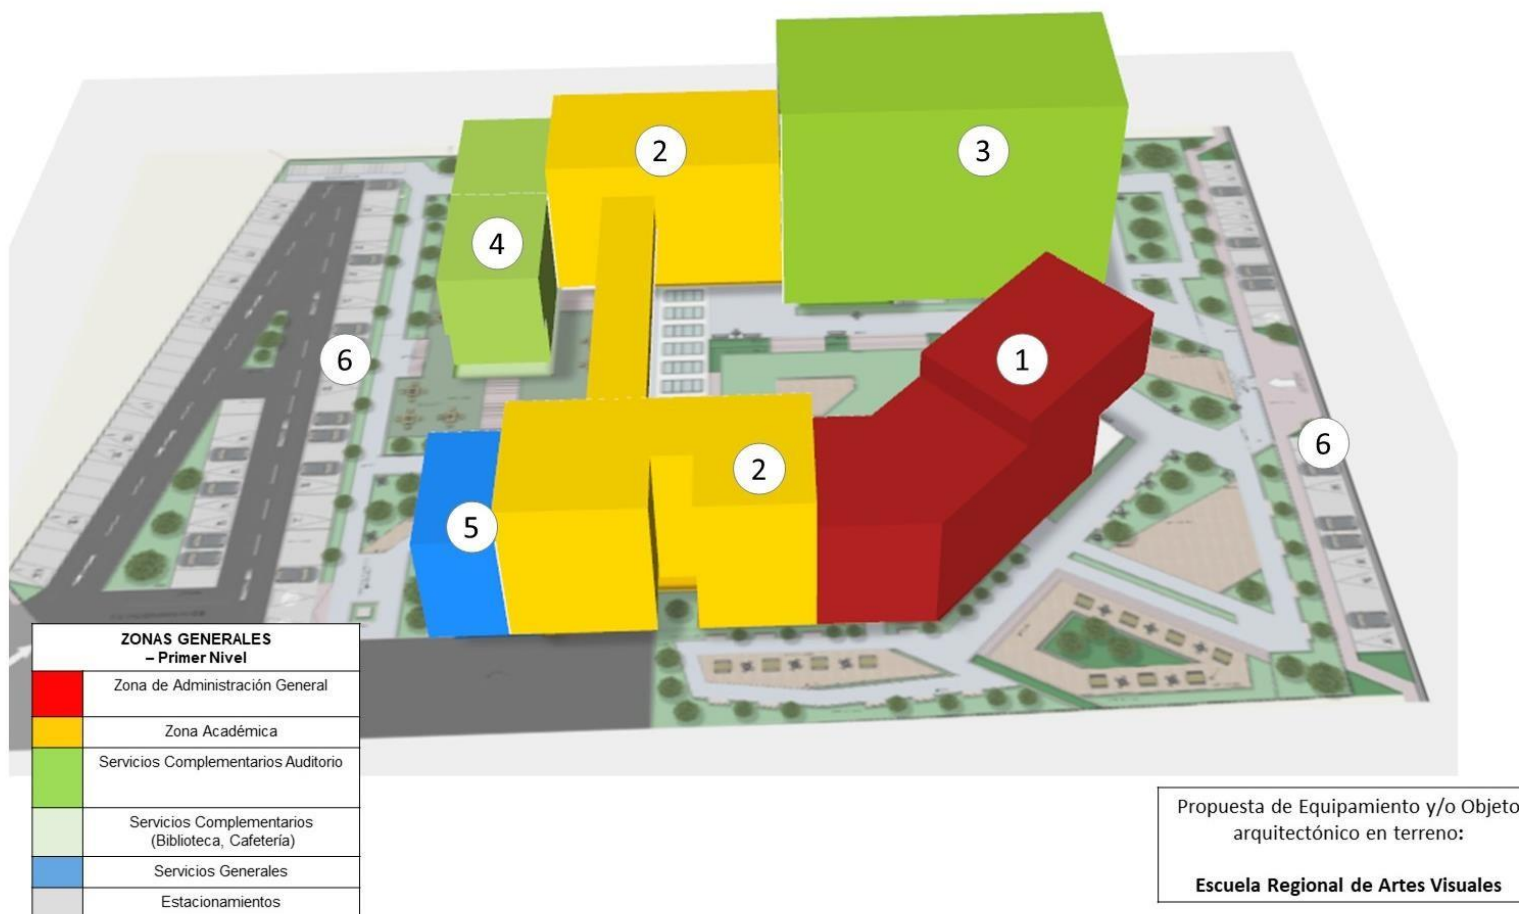 2
3
4
1
6
6
2
5
ZONAS GENERALES
– Primer Nivel
Zona de Administración General
Zona Académica
Servicios Complementarios Auditorio
Servicios Complementarios
(Biblioteca, Cafetería)
Servicios Generales
Estacionamientos
Propuesta de Equipamiento y/o Objeto
arquitectónico en terreno:
Escuela Regional de Artes Visuales